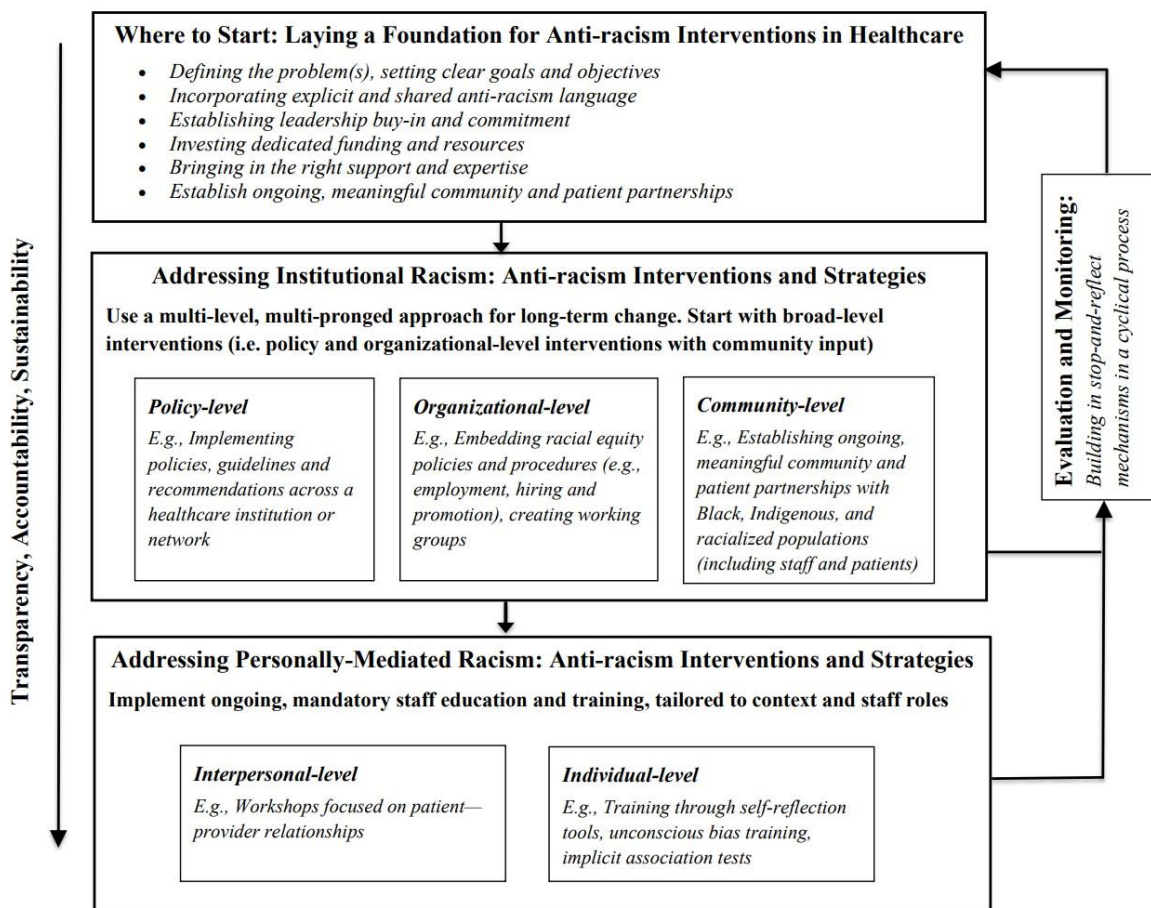 Where to Start: Laying a Foundation for Anti-racism Interventions in Healthcare
• Defining the problem(s), setting clear goals and objectives
• Incorporating explicit and shared anti-racism language
• Establishing leadership buy-in and commitment
• Investing dedicated funding and resources
• Bringing in the right support and expertise
• Establish ongoing, meaningful community and patient partnerships
Transparency, Accountability, Sustainability
Addressing Institutional Racism: Anti-racism Interventions and Strategies
Use a multi-level, multi-pronged approach for long-term change. Start with broad-level
interventions (i.e. policy and organizational-level interventions with community input)
Policy-level
E.g., Implementing
policies, guidelines and
recommendations across a
healthcare institution or
network
Organizational-level
E.g., Embedding racial equity
policies and procedures (e.g.,
employment, hiring and
promotion), creating working
groups
Community-level
E.g., Establishing ongoing,
meaningful community and
patient partnerships with
Black, Indigenous, and
racialized populations
(including staff and patients)
Evaluation and Monitoring:
Building in stop-and-reflect
mechanisms in a cyclical process
Addressing Personally-Mediated Racism: Anti-racism Interventions and Strategies
Implement ongoing, mandatory staff education and training, tailored to context and staff roles
Interpersonal-level
E.g., Workshops focused on patient—
provider relationships
Individual-level
E.g., Training through self-reflection
tools, unconscious bias training,
implicit association tests